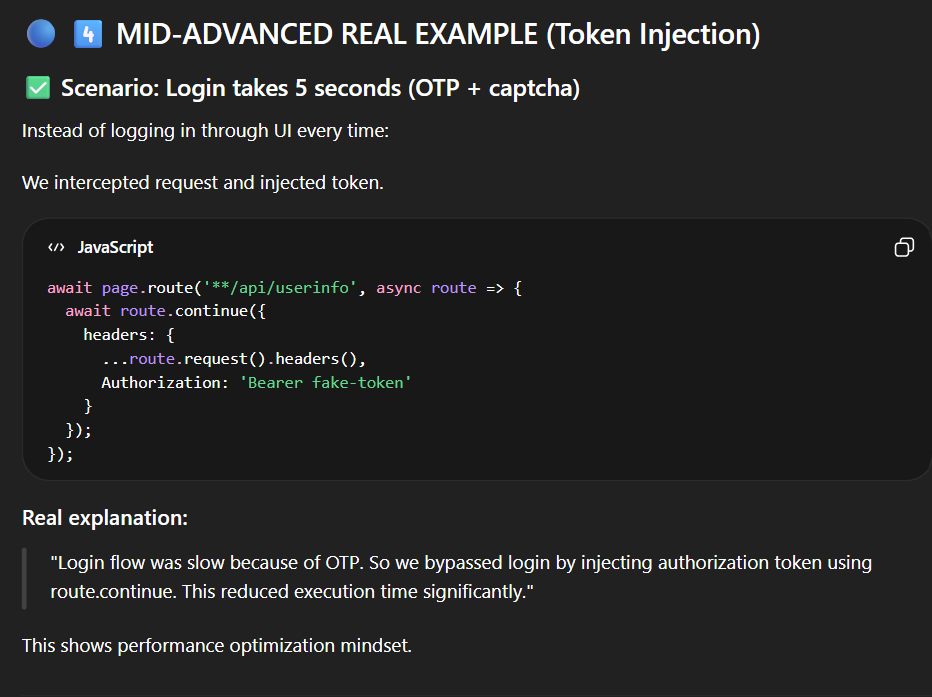 🔵 4️⃣ MID-ADVANCED REAL EXAMPLE (Token Injection)
✅ Scenario: Login takes 5 seconds (OTP + captcha)
Instead of logging in through UI every time:
We intercepted request and injected token.
</> JavaScript
await page.route('**/api/userinfo', async route => {
  await route.continue({
    headers: {
      ...route.request().headers(),
      Authorization: 'Bearer fake-token'
    }
  });
});
Real explanation:
"Login flow was slow because of OTP. So we bypassed login by injecting authorization token using
route.continue. This reduced execution time significantly."
This shows performance optimization mindset.